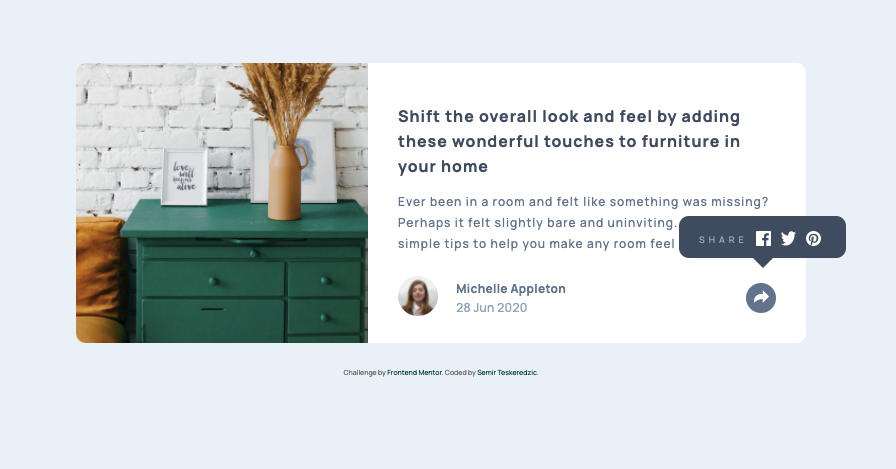 love
will
keep us
alive
Shift the overall look and feel by adding
these wonderful touches to furniture in
your home
Ever been in a room and felt like something was missing?
Perhaps it felt slightly bare and uninviting.
simple tips to help you make any room feel
SHARE
Michelle Appleton
28 Jun 2020
Challenge by Frontend Mentor. Coded by Semir Teskeredzic.